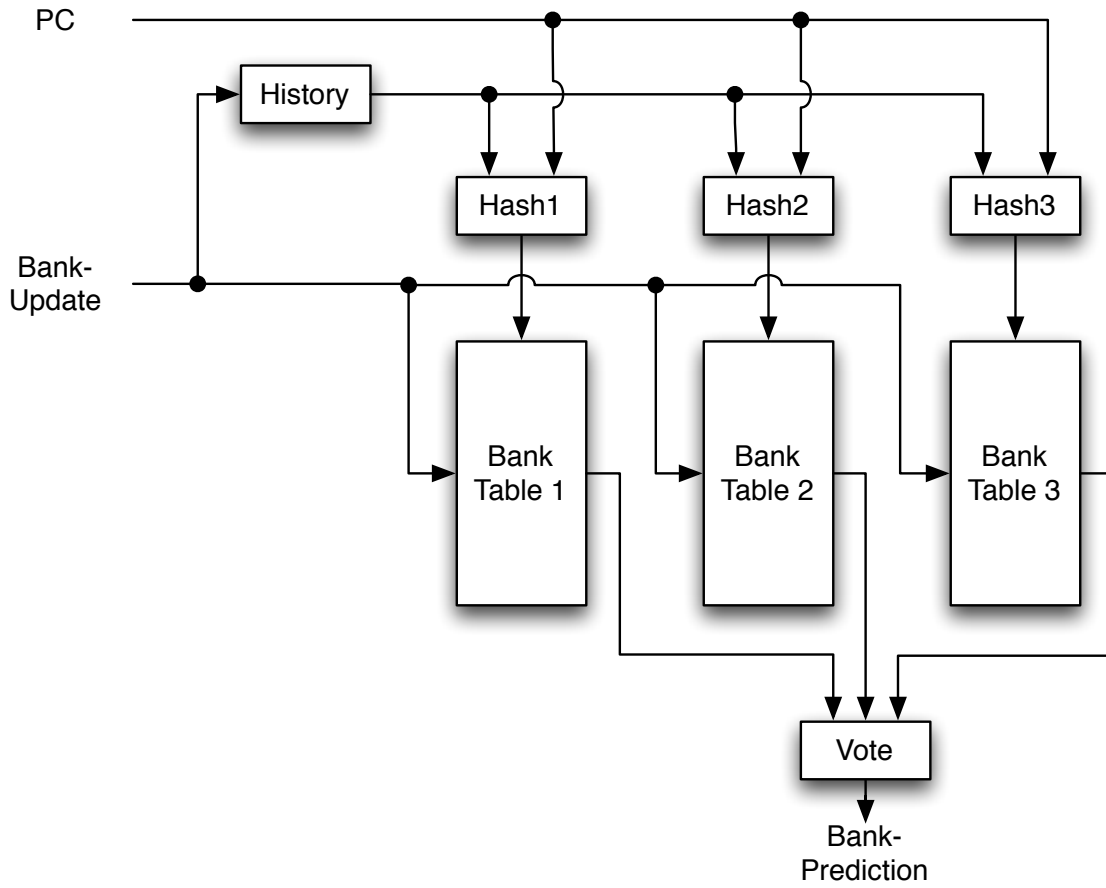 PC
History
Hash1
Hash2
Hash3
Bank-
Update
Bank
Table 1
Bank
Table 2
Bank
Table 3
Vote
Bank-
Prediction